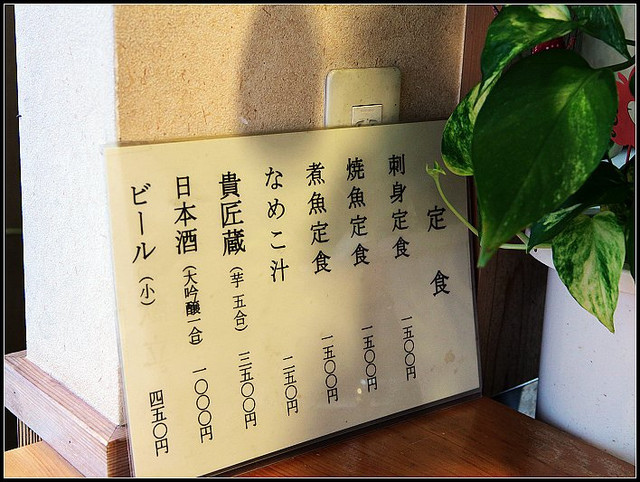 定食
刺身定食 一五〇〇円
焼魚定食 一五〇〇円
煮魚定食 一五〇〇円
なめこ汁 二五〇円
貴匠蔵（芋 五合） 三五〇〇円
日本酒（大吟醸一合） 一〇〇〇円
ビール（小） 四五〇円